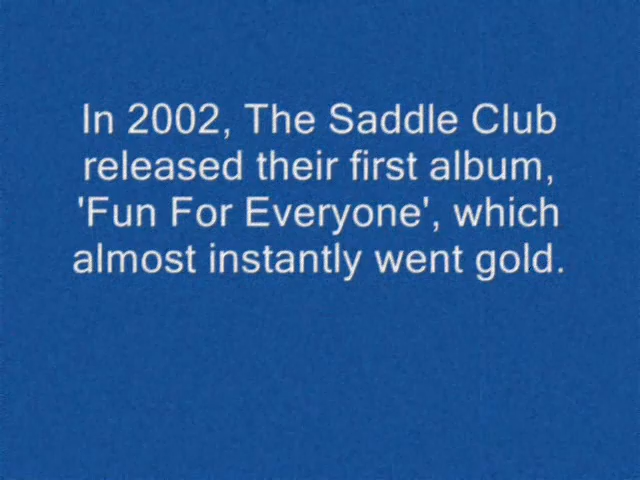 In 2002, The Saddle Club
released their first album,
'Fun For Everyone', which
almost instantly went gold.